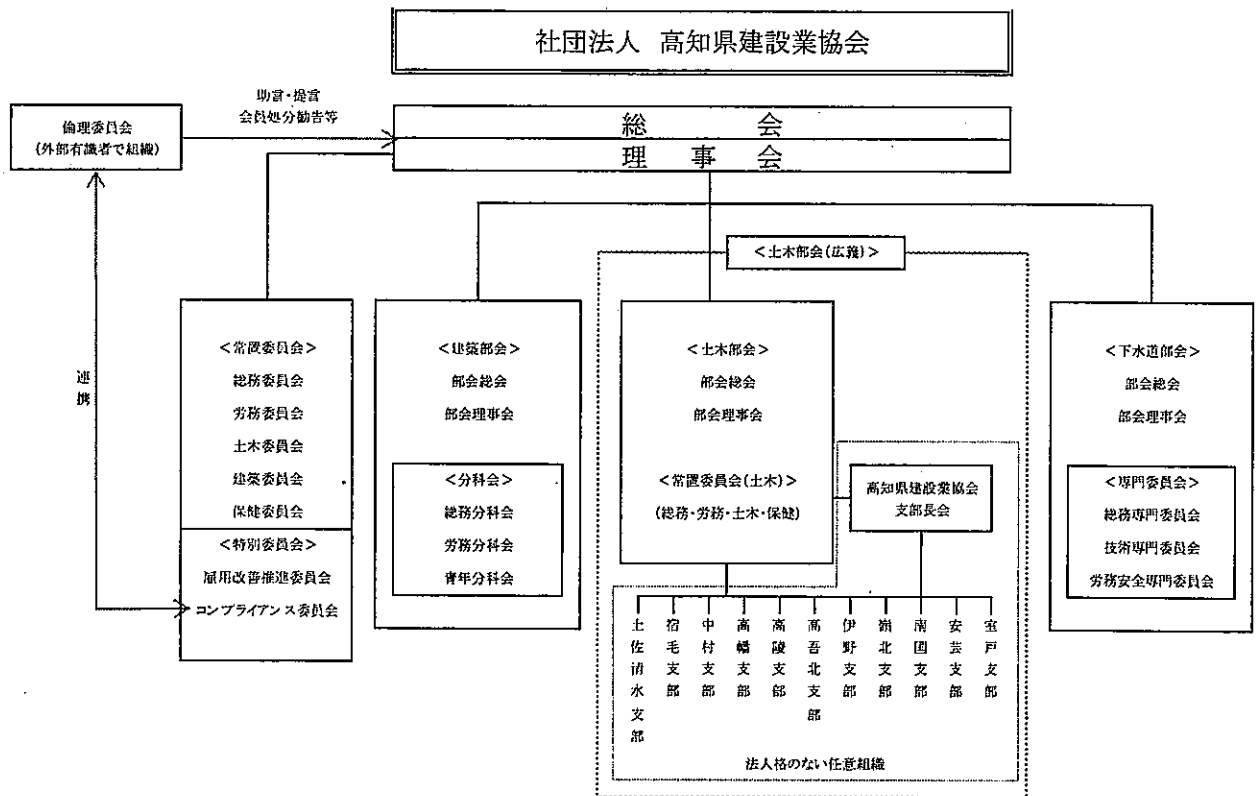 社団法人 高知県建設業協会
助言・提言
会員処分勧告等
倫理委員会
(外部有識者で組織)
総会
理事会
連携
<常置委員会>
総務委員会
労務委員会
土木委員会
建築委員会
保健委員会
<特別委員会>
雇用改善推進委員会
コンプライアンス委員会
<建築部会>
部会総会
部会理事会
<分科会>
総務分科会
労務分科会
青年分科会
<土木部会(広義)>
<土木部会>
部会総会
部会理事会
<常置委員会(土木)>
(総務・労務・土木・保健)
高知県建設業協会
支部長会
土佐清水支部
宿毛支部
中村支部
高幡支部
高陵支部
高吾北支部
伊野支部
嶺北支部
南国支部
安芸支部
室戸支部
法人格のない任意組織
<下水道部会>
部会総会
部会理事会
<専門委員会>
総務専門委員会
技術専門委員会
労務安全専門委員会